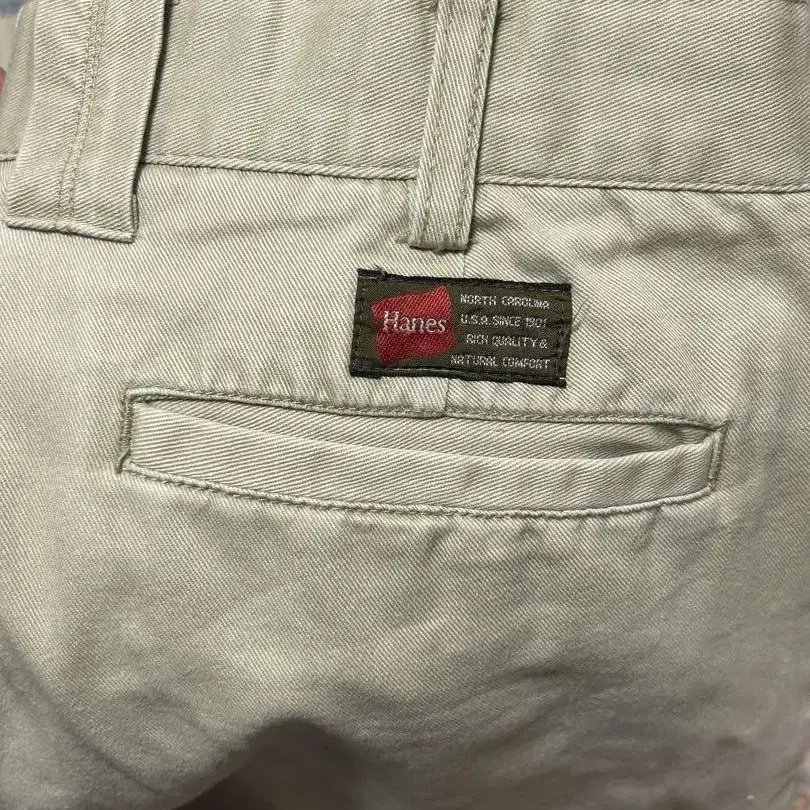 Hanes
NORTH CAROLINA
U.S.A. SINCE 1901
RICH QUALITY &
NATURAL COMFORT